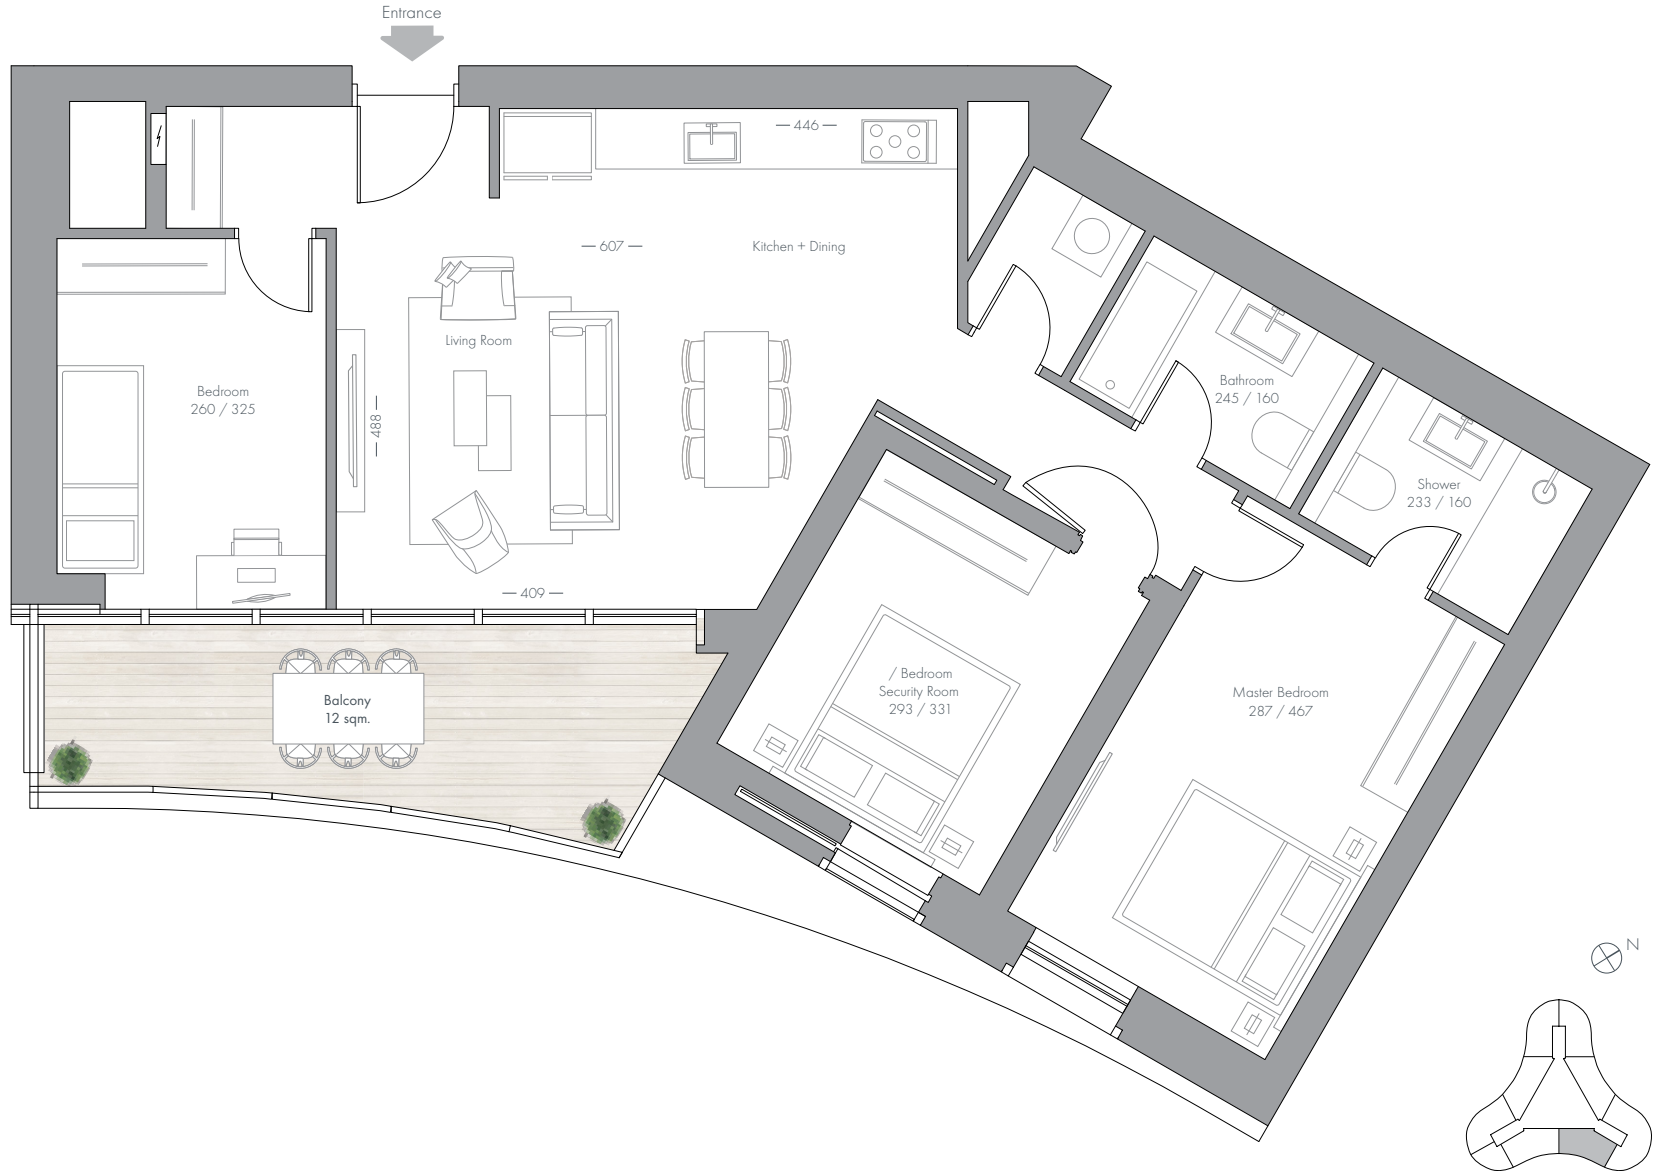 Entrance
— 446 —
— 607 —
Kitchen + Dining
Living Room
Bedroom
260 / 325
— 488 —
Bathroom
245 / 160
Shower
233 / 160
— 409 —
/ Bedroom
Security Room
293 / 331
Master Bedroom
287 / 467
Balcony
12 sqm.
N